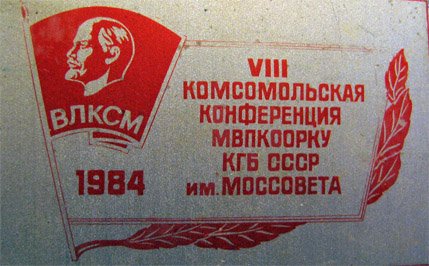 ВЛКСМ
1984
VIII
КОМСОМОЛЬСКАЯ
КОНФЕРЕНЦИЯ
МВПКООРКУ
КГБ СССР
им. МОССОВЕТА